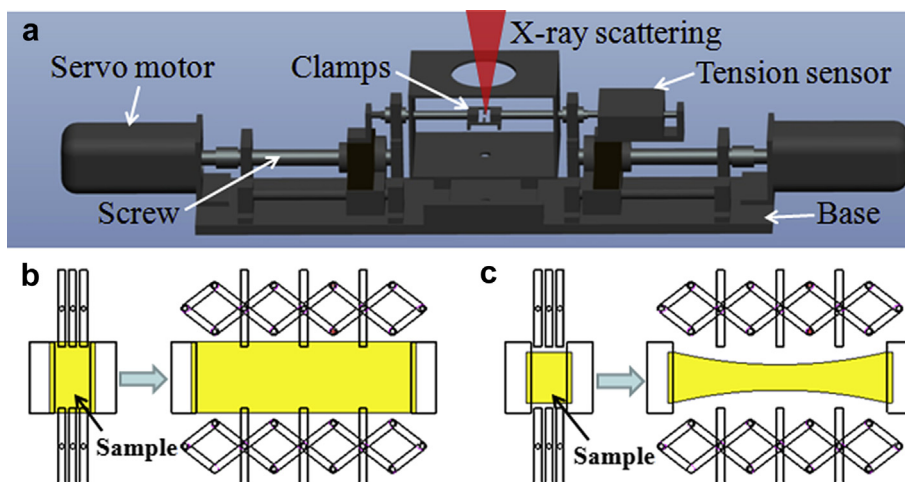 a
X-ray scattering
Servo motor
Clamps
Tension sensor
Screw
Base
b
c
Sample
Sample